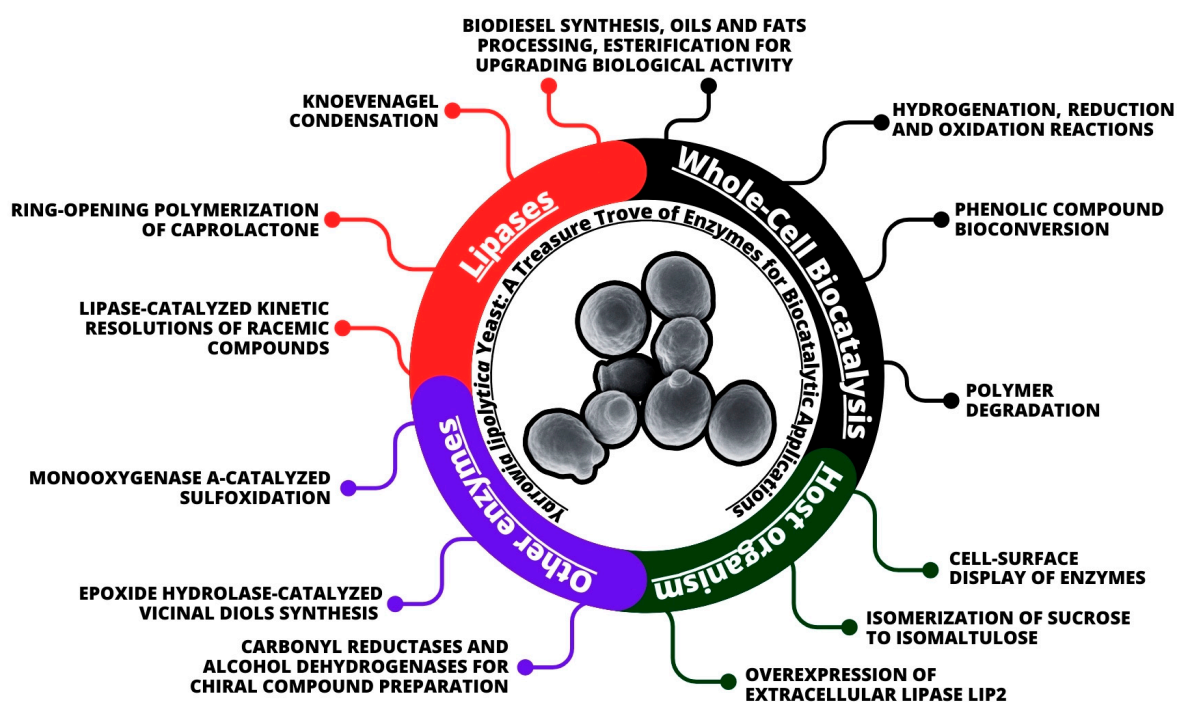 BIODIESEL SYNTHESIS, OILS AND FATS
PROCESSING, ESTERIFICATION FOR
UPGRADING BIOLOGICAL ACTIVITY
KNOEVENAGEL
CONDENSATION
HYDROGENATION, REDUCTION
AND OXIDATION REACTIONS
RING-OPENING POLYMERIZATION
OF CAPROLACTONE
PHENOLIC COMPOUND
BIOCONVERSION
LIPASE-CATALYZED KINETIC
RESOLUTIONS OF RACEMIC
COMPOUNDS
POLYMER
DEGRADATION
Lipases
Whole-Cell Biocatalysis
Yarrowia lipolytica Yeast: A Treasure Trove of Enzymes for Biocatalytic Applications
Other enzymes
Host organism
MONOOXYGENASE A-CATALYZED
SULFOXIDATION
CELL-SURFACE
DISPLAY OF ENZYMES
EPOXIDE HYDROLASE-CATALYZED
VICINAL DIOLS SYNTHESIS
ISOMERIZATION OF SUCROSE
TO ISOMALTULOSE
CARBONYL REDUCTASES AND
ALCOHOL DEHYDROGENASES FOR
CHIRAL COMPOUND PREPARATION
OVEREXPRESSION OF
EXTRACELLULAR LIPASE LIP2